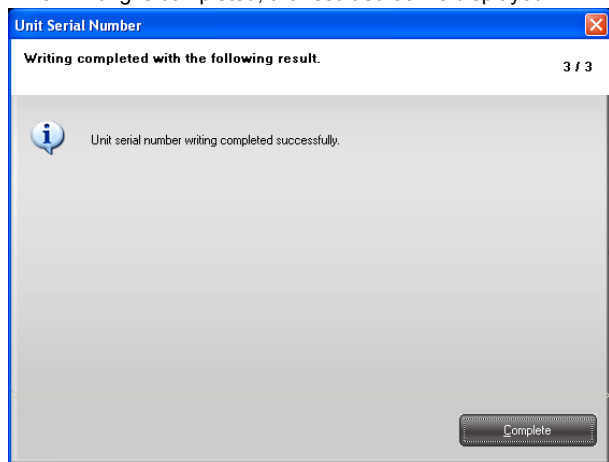 Unit Serial Number
Writing completed with the following result.
3 / 3
Unit serial number writing completed successfully.
Complete